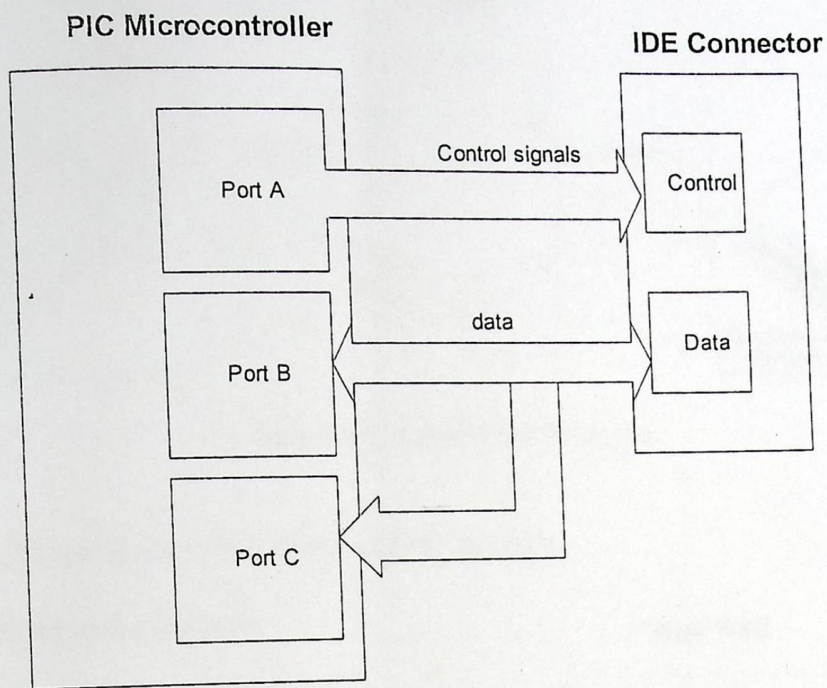 PIC Microcontroller
IDE Connector
Port A
Control signals
Control
Port B
data
Data
Port C